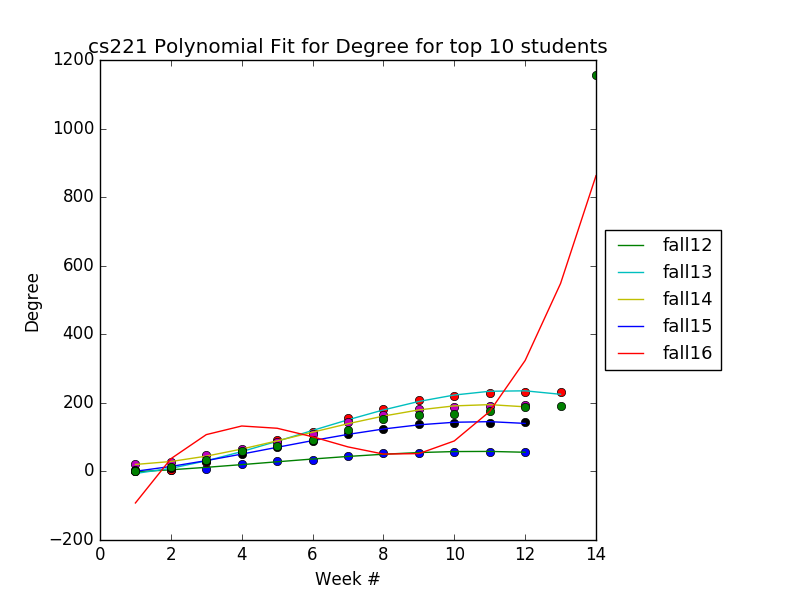 cs221 Polynomial Fit for Degree for top 10 students
1200
1000
800
600
400
200
0
−200
0 2 4 6 8 10 12 14
Degree
Week #
fall12
fall13
fall14
fall15
fall16